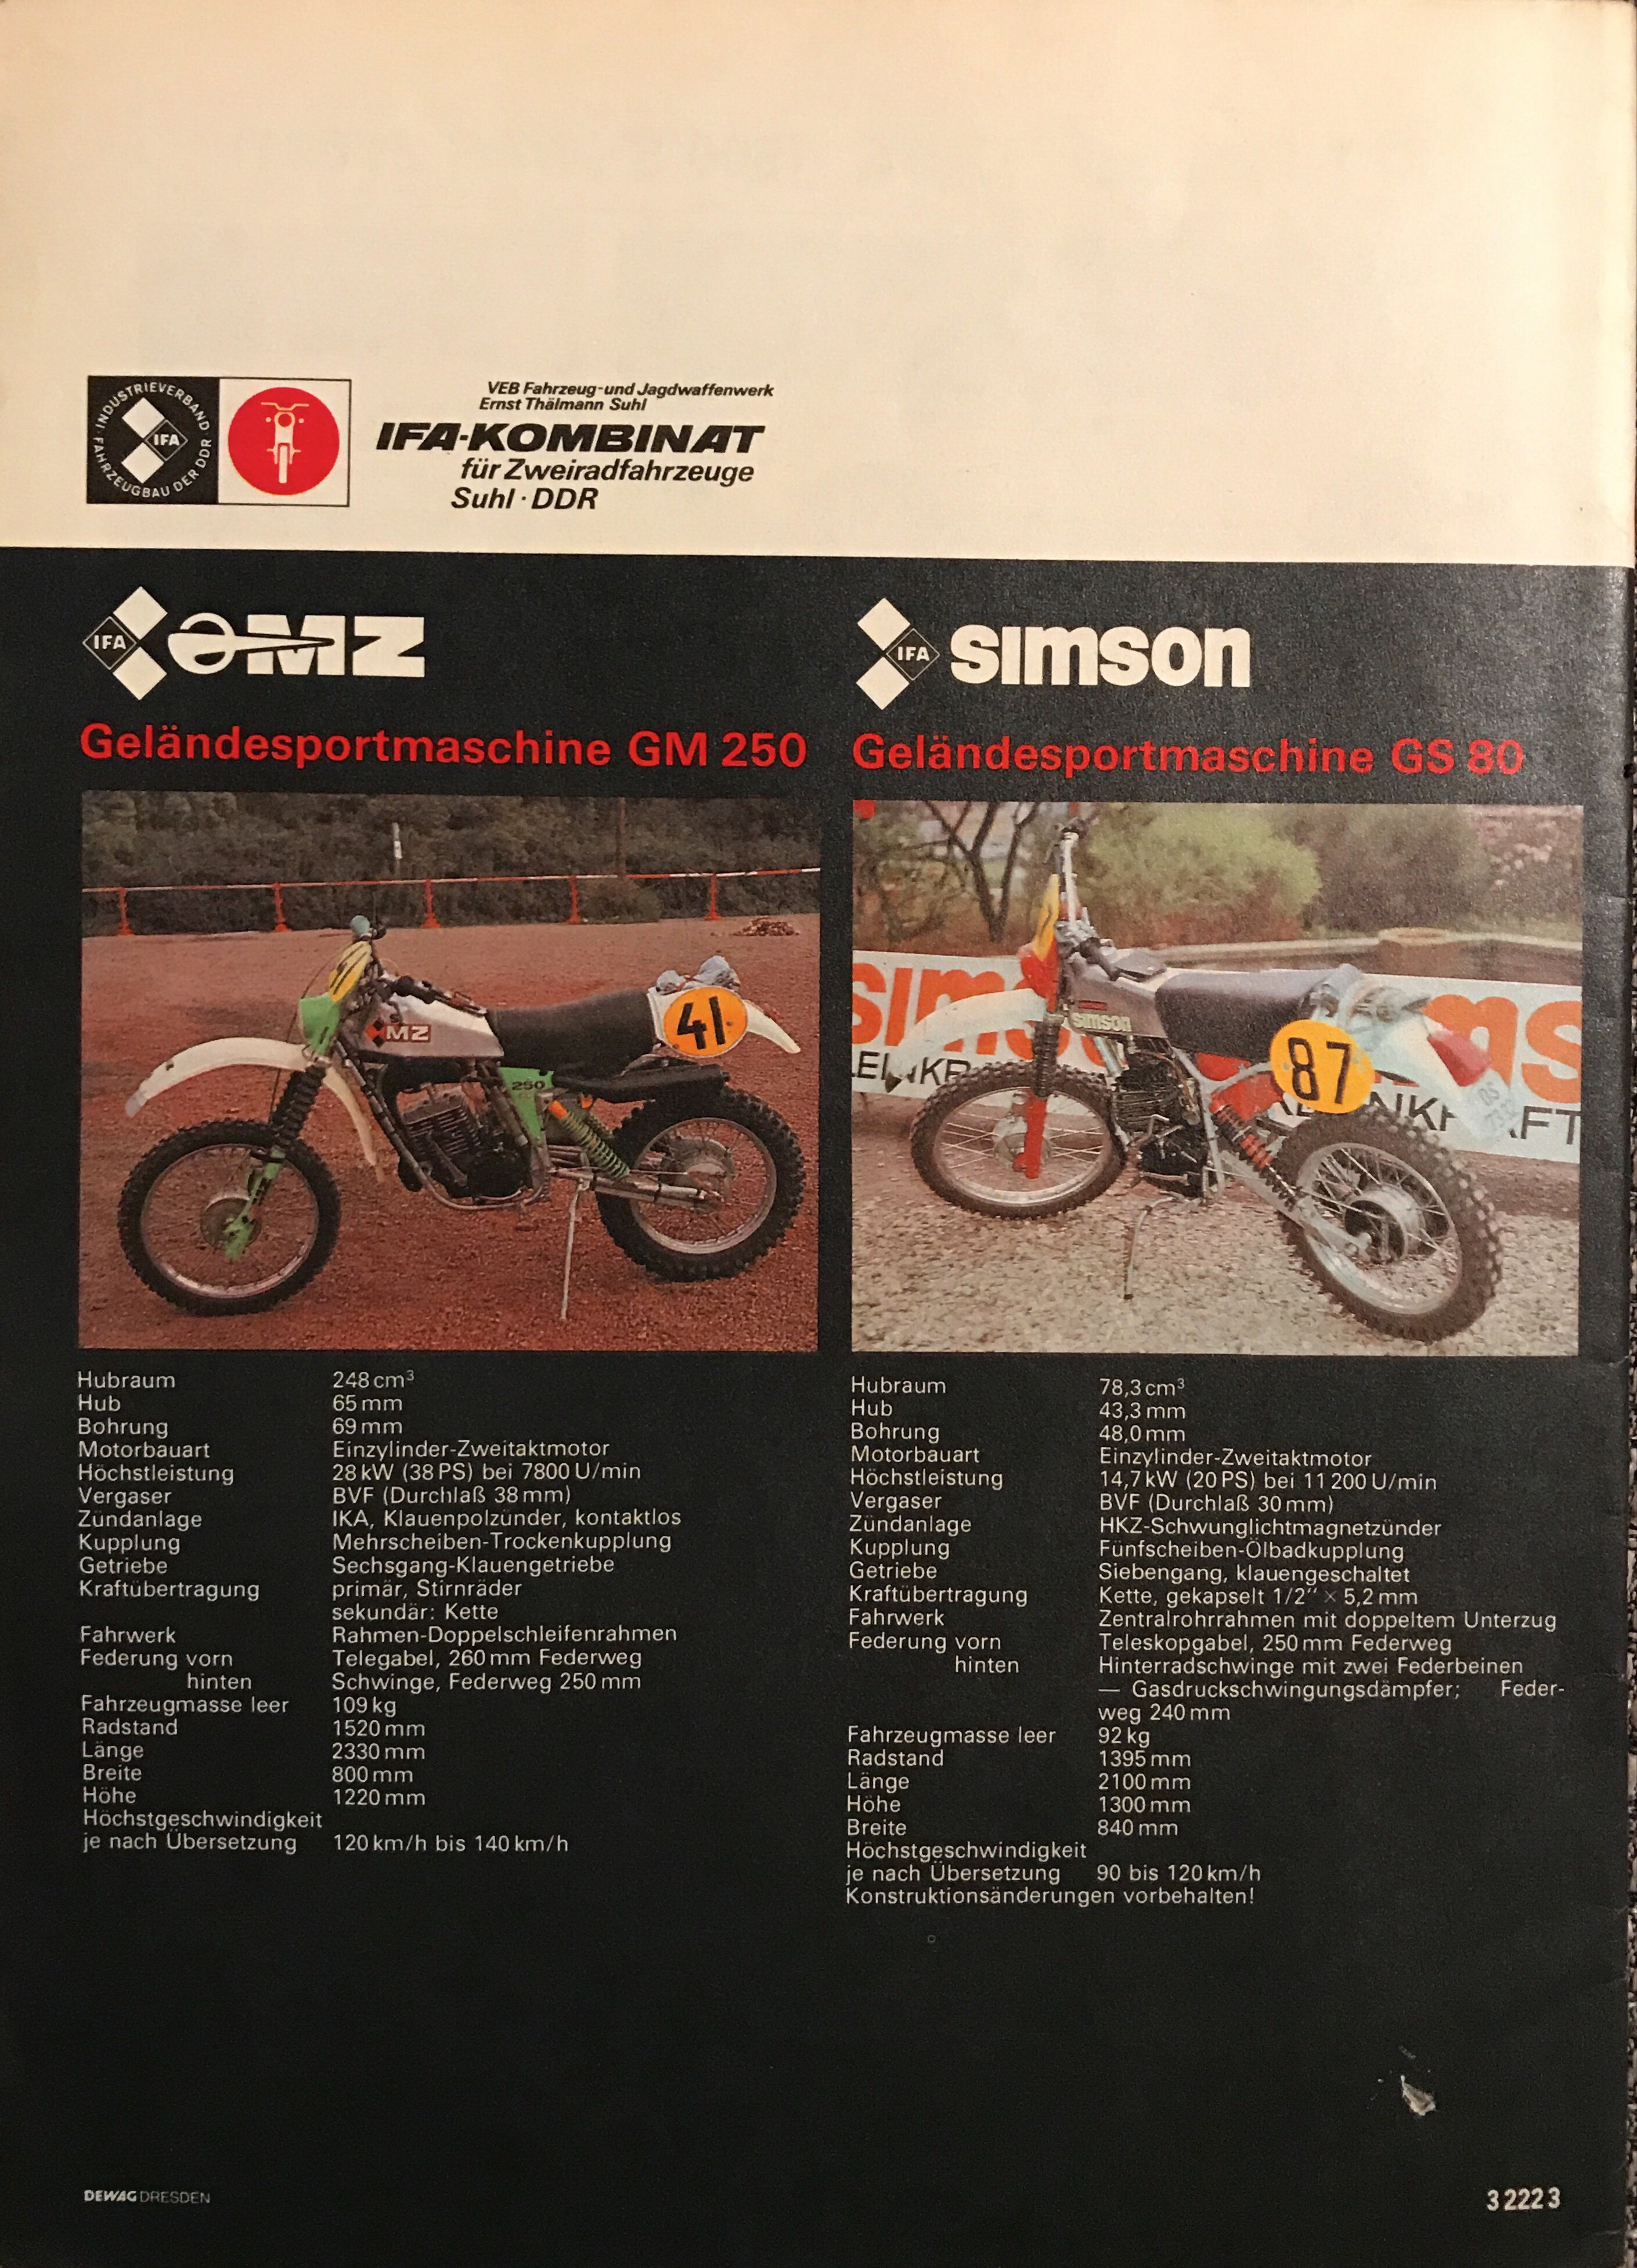 INDUSTRIEVERBAND FAHRZEUGBAU DER DDR
IFA
VEB Fahrzeug-und Jagdwaffenwerk
Ernst Thälmann Suhl
IFA-KOMBINAT
für Zweiradfahrzeuge
Suhl · DDR
IFA MZ
Geländesportmaschine GM 250
41
MZ
250
Hubraum 248 cm³
Hub 65 mm
Bohrung 69 mm
Motorbauart Einzylinder-Zweitaktmotor
Höchstleistung 28 kW (38 PS) bei 7800 U/min
Vergaser BVF (Durchlaß 38 mm)
Zündanlage IKA, Klauenpolzünder, kontaktlos
Kupplung Mehrscheiben-Trockenkupplung
Getriebe Sechsgang-Klauengetriebe
Kraftübertragung primär, Stirnräder
sekundär: Kette
Fahrwerk Rahmen-Doppelschleifenrahmen
Federung vorn Telegabel, 260 mm Federweg
hinten Schwinge, Federweg 250 mm
Fahrzeugmasse leer 109 kg
Radstand 1520 mm
Länge 2330 mm
Breite 800 mm
Höhe 1220 mm
Höchstgeschwindigkeit
je nach Übersetzung 120 km/h bis 140 km/h
IFA simson
Geländesportmaschine GS 80
simson
87
Hubraum 78,3 cm³
Hub 43,3 mm
Bohrung 48,0 mm
Motorbauart Einzylinder-Zweitaktmotor
Höchstleistung 14,7 kW (20 PS) bei 11 200 U/min
Vergaser BVF (Durchlaß 30 mm)
Zündanlage HKZ-Schwunglichtmagnetzünder
Kupplung Fünfscheiben-Ölbadkupplung
Getriebe Siebengang, klauengeschaltet
Kraftübertragung Kette, gekapselt 1/2" × 5,2 mm
Fahrwerk Zentralrohrrahmen mit doppeltem Unterzug
Federung vorn Teleskopgabel, 250 mm Federweg
hinten Hinterradschwinge mit zwei Federbeinen
— Gasdruckschwingungsdämpfer; Feder-
weg 240 mm
Fahrzeugmasse leer 92 kg
Radstand 1395 mm
Länge 2100 mm
Höhe 1300 mm
Breite 840 mm
Höchstgeschwindigkeit
je nach Übersetzung 90 bis 120 km/h
Konstruktionsänderungen vorbehalten!
DEWAG DRESDEN
3 222 3